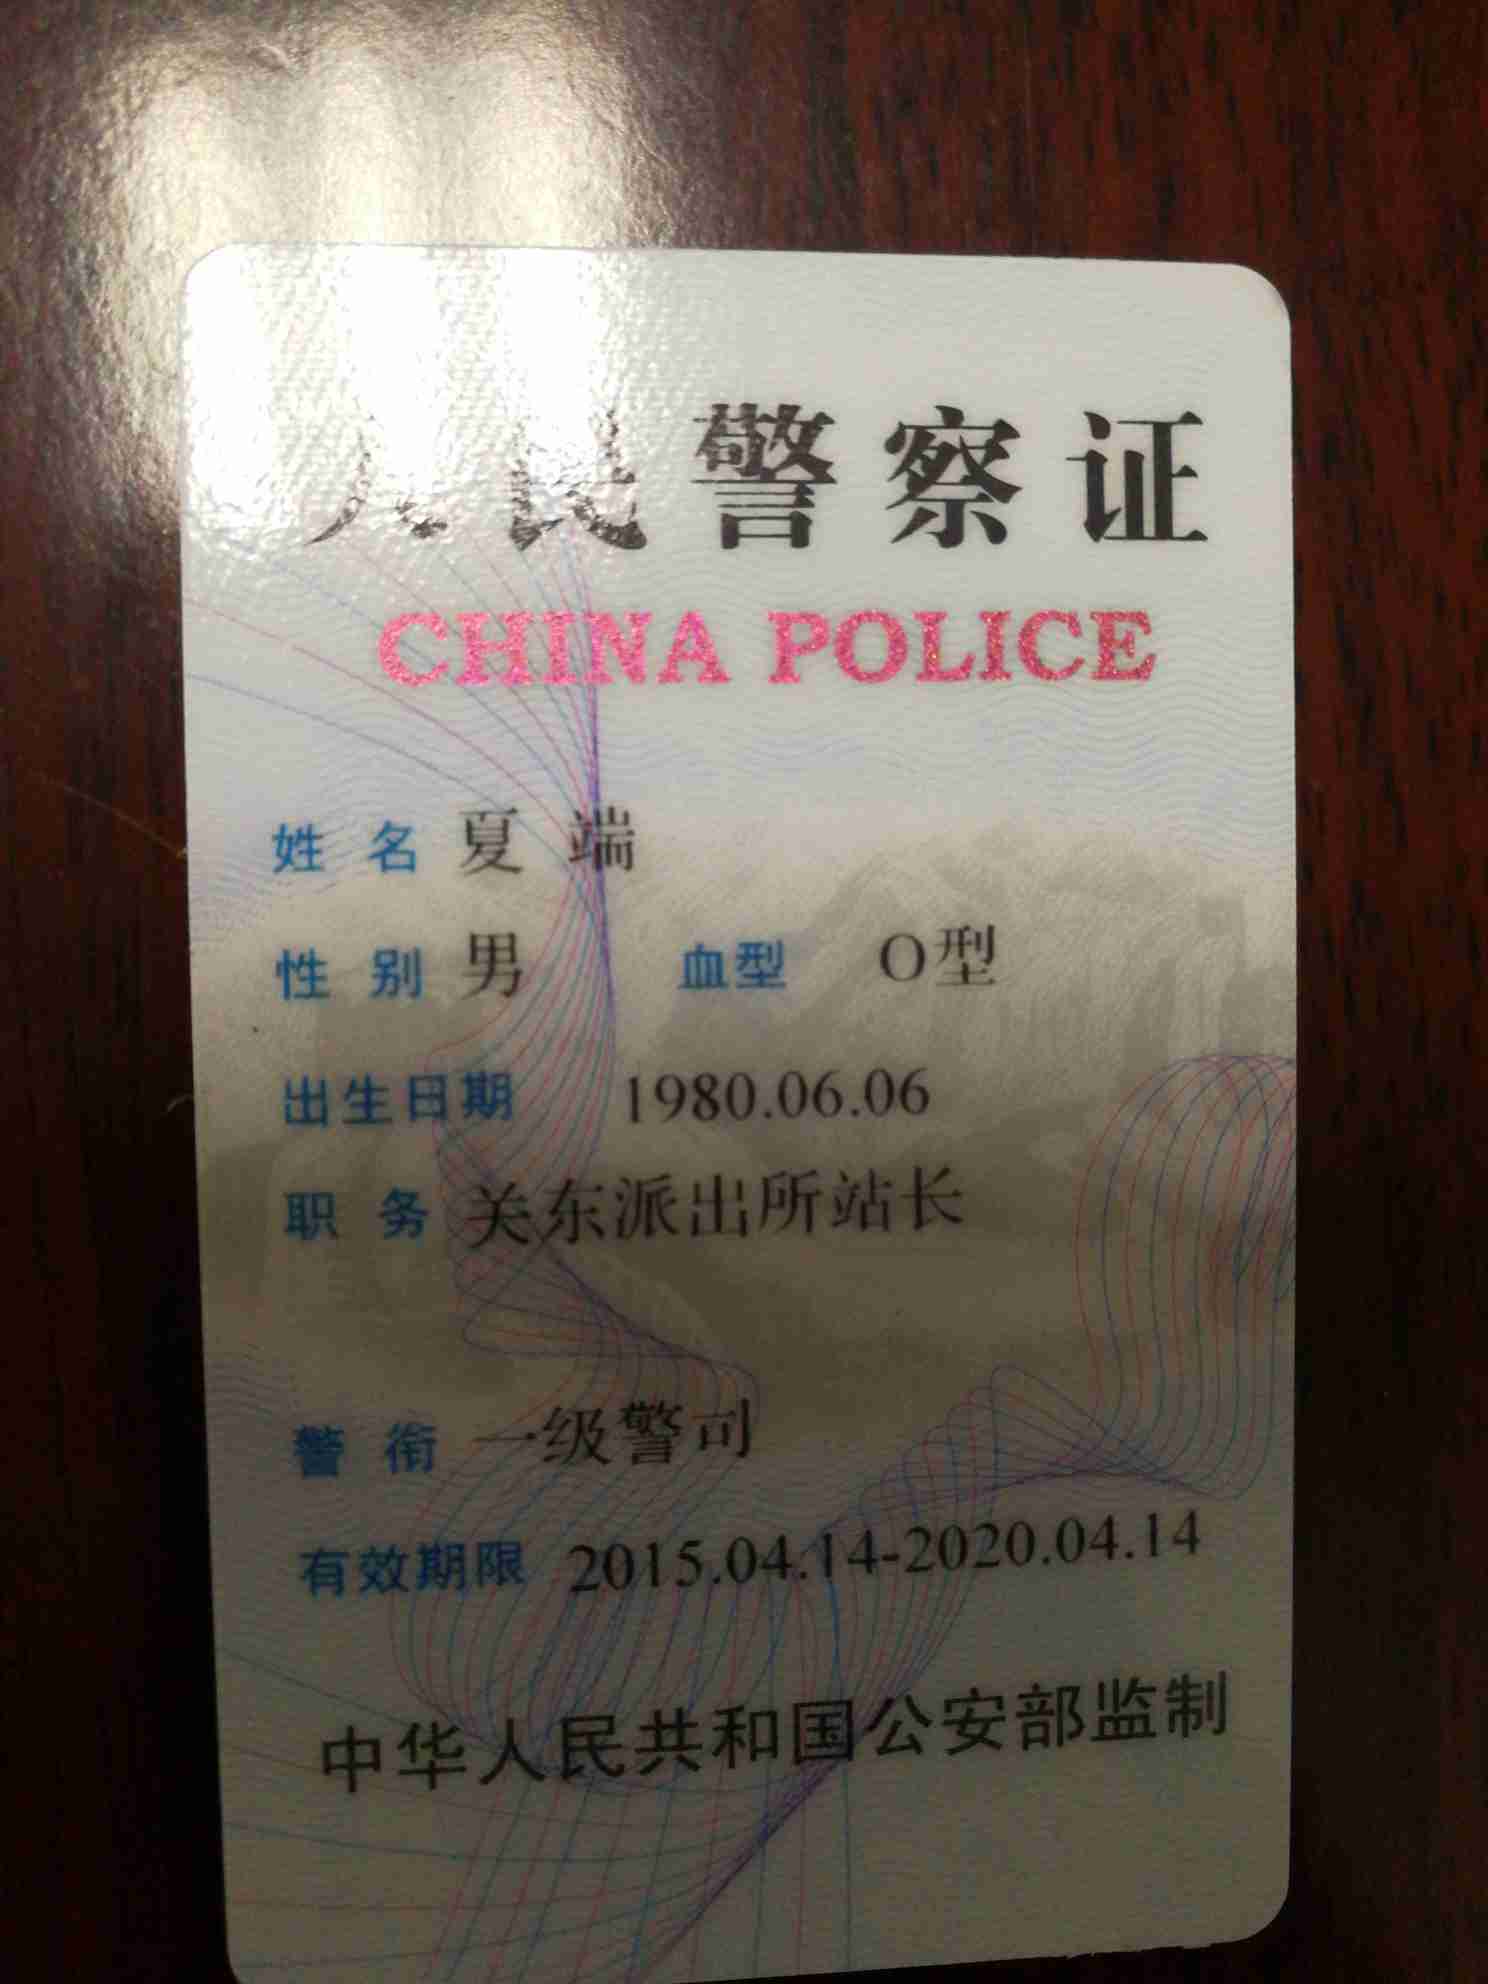 人民警察证
CHINA POLICE
姓 名 夏 端
性 别 男 血型 O型
出生日期 1980.06.06
职 务 关东派出所站长
警 衔 一级警司
有效期限 2015.04.14-2020.04.14
中华人民共和国公安部监制